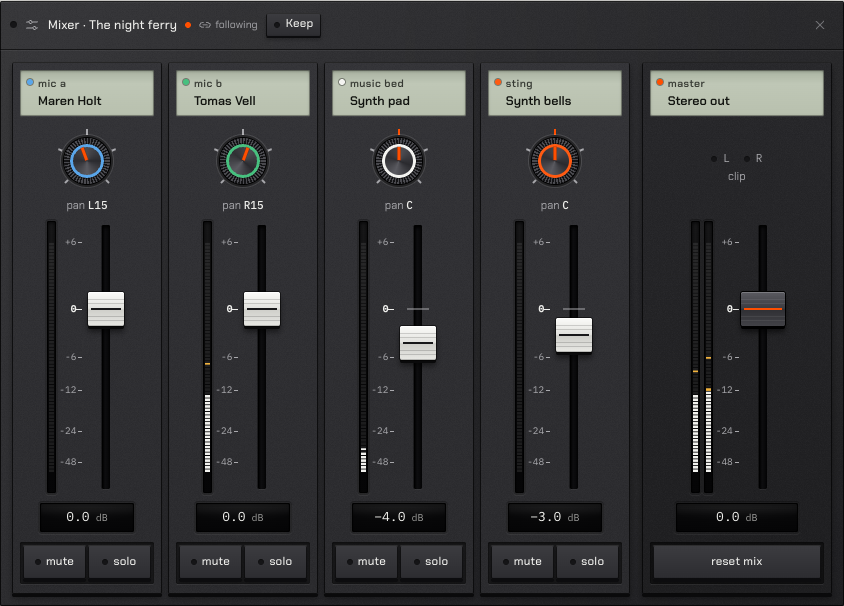 Mixer · The night ferry following Keep
mic a
Maren Holt
pan L15
+6
0
-6
-12
-24
-48
0.0 dB
mute solo
mic b
Tomas Vell
pan R15
+6
0
-6
-12
-24
-48
0.0 dB
mute solo
music bed
Synth pad
pan C
+6
0
-6
-12
-24
-48
−4.0 dB
mute solo
sting
Synth bells
pan C
+6
0
-6
-12
-24
-48
−3.0 dB
mute solo
master
Stereo out
L R
clip
+6
0
-6
-12
-24
-48
0.0 dB
reset mix